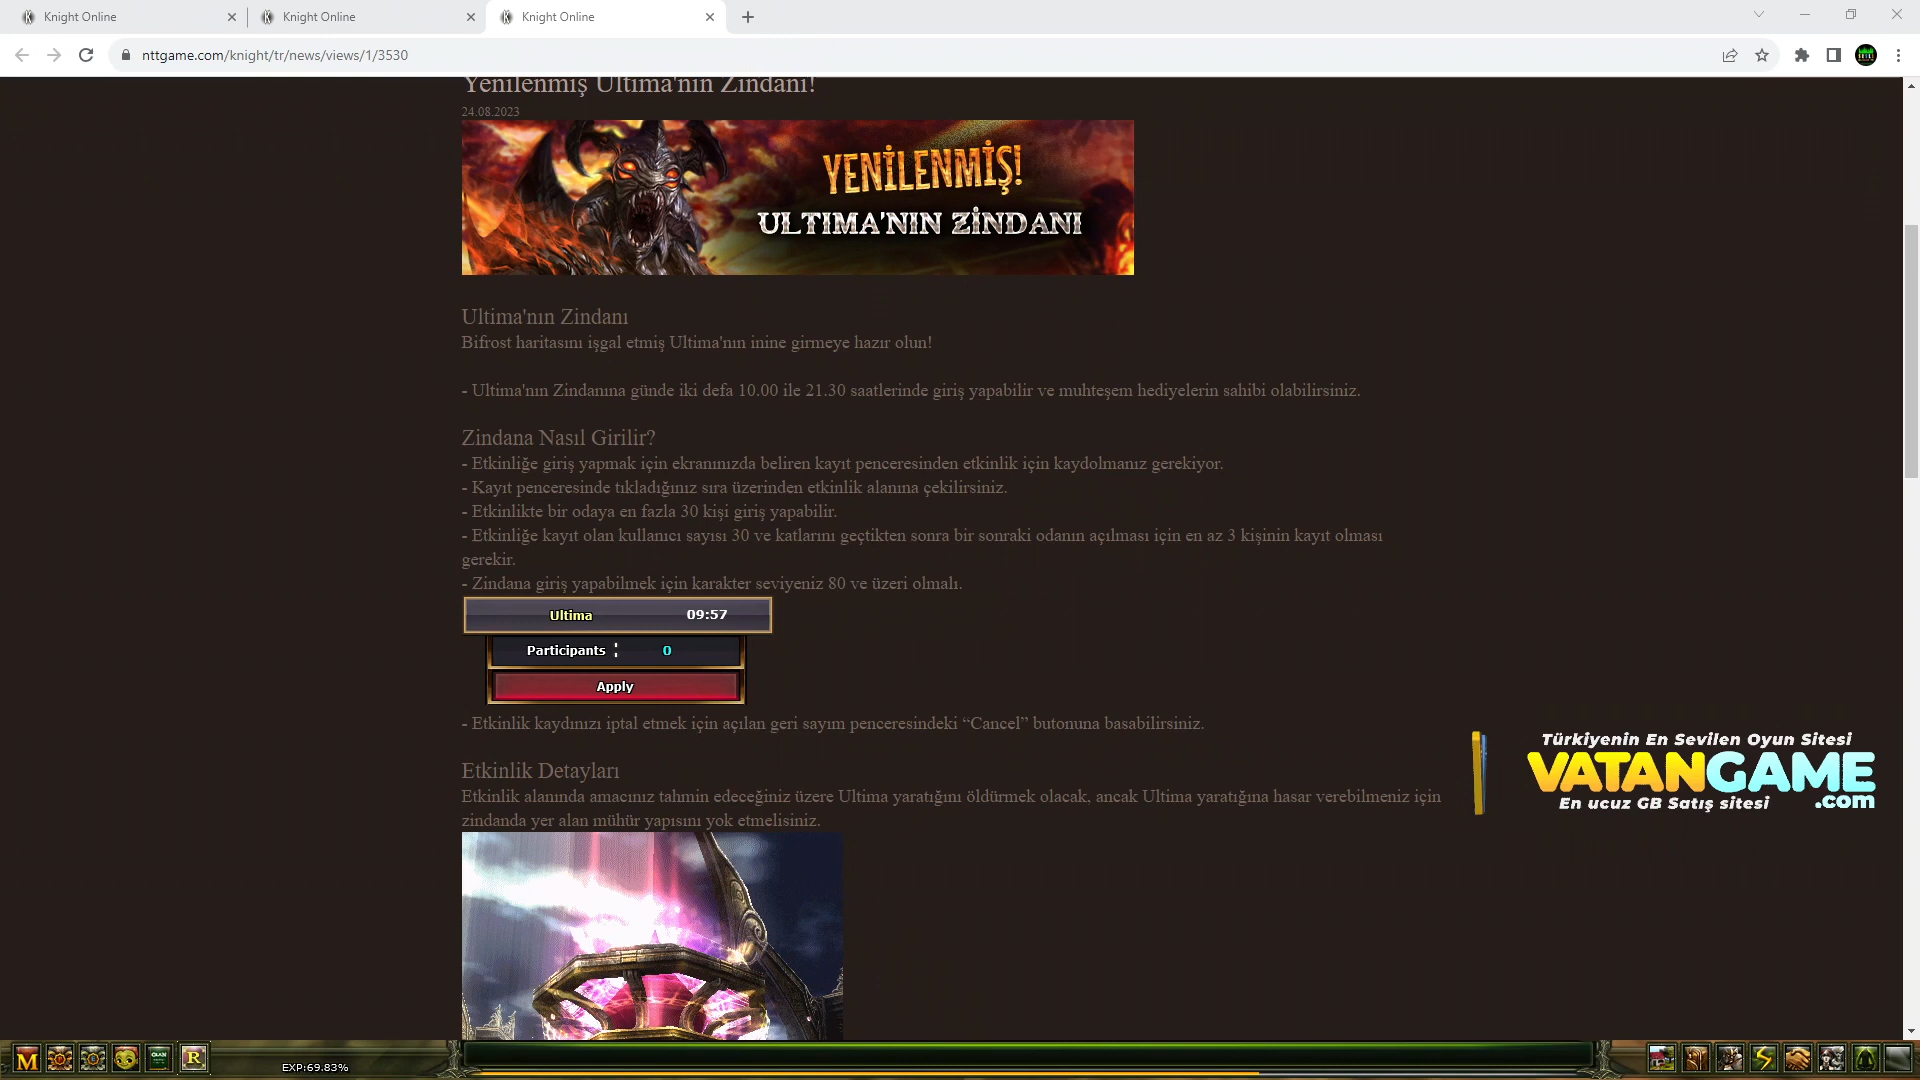 Knight Online
Knight Online
Knight Online
nttgame.com/knight/tr/news/views/1/3530
Yenilenmiş Ultima'nın Zindanı!
24.08.2023
YENİLENMİŞ!
ULTIMA'NIN ZİNDANI
Ultima'nın Zindanı
Bifrost haritasını işgal etmiş Ultima'nın inine girmeye hazır olun!
- Ultima'nın Zindanına günde iki defa 10.00 ile 21.30 saatlerinde giriş yapabilir ve muhteşem hediyelerin sahibi olabilirsiniz.
Zindana Nasıl Girilir?
- Etkinliğe giriş yapmak için ekranınızda beliren kayıt penceresinden etkinlik için kaydolmanız gerekiyor.
- Kayıt penceresinde tıkladığınız sıra üzerinden etkinlik alanına çekilirsiniz.
- Etkinlikte bir odaya en fazla 30 kişi giriş yapabilir.
- Etkinliğe kayıt olan kullanıcı sayısı 30 ve katlarını geçtikten sonra bir sonraki odanın açılması için en az 3 kişinin kayıt olması
gerekir.
- Zindana giriş yapabilmek için karakter seviyeniz 80 ve üzeri olmalı.
Ultima 09:57
Participants : 0
Apply
- Etkinlik kaydınızı iptal etmek için açılan geri sayım penceresindeki “Cancel” butonuna basabilirsiniz.
Etkinlik Detayları
Etkinlik alanında amacınız tahmin edeceğiniz üzere Ultima yaratığını öldürmek olacak, ancak Ultima yaratığına hasar verebilmeniz için
zindanda yer alan mühür yapısını yok etmelisiniz.
Türkiyenin En Sevilen Oyun Sitesi
VATANGAME
.com
En ucuz GB Satış sitesi
M
R
EXP:69.83%